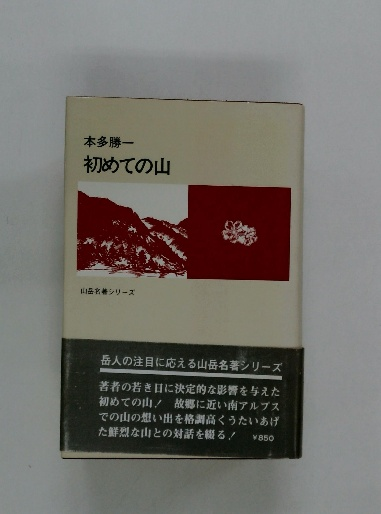 本多勝一
初めての山
山岳名著シリーズ
岳人の注目に応える山岳名著シリーズ
著者の若き日に決定的な影響を与えた
初めての山！ 故郷に近い南アルプス
での山の想い出を格調高くうたいあげ
た鮮烈な山との対話を綴る！ ¥850